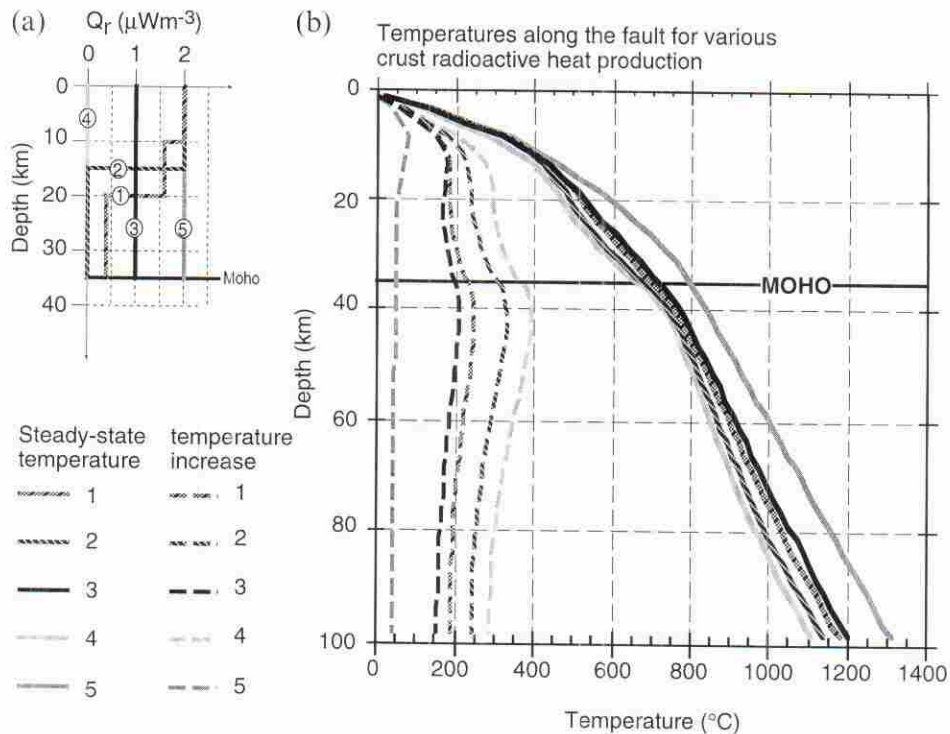 (a)
Qr (μWm-3)
0 1 2
0
10
20
30
40
Depth (km)
④
②
①
③
⑤
Moho
Steady-state
temperature
temperature
increase
1 1
2 2
3 3
4 4
5 5
(b)
Temperatures along the fault for various
crust radioactive heat production
0
20
40
60
80
100
Depth (km)
MOHO
0 200 400 600 800 1000 1200 1400
Temperature (°C)